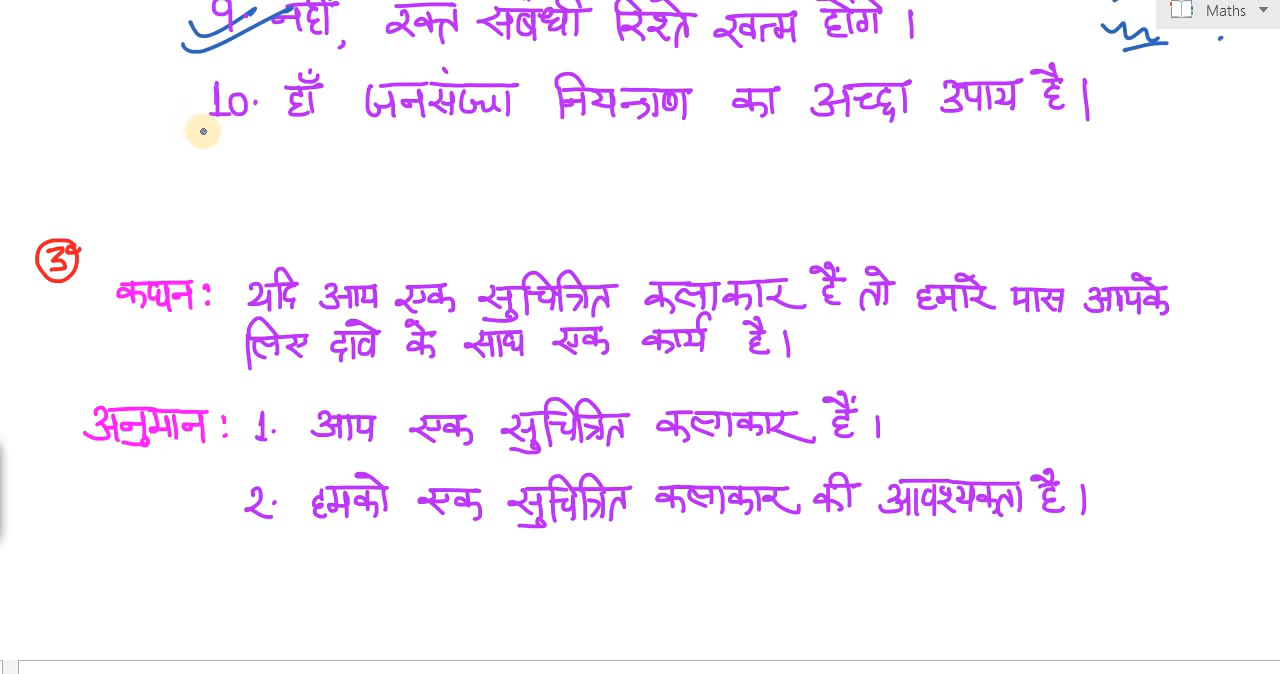 Maths
9. नहीं, रक्त संबंधी रिश्ते खत्म होंगे।
10. हाँ जनसंख्या नियन्त्रण का अच्छा उपाय है।
3
कथन: यदि आप एक सुचित्रित कलाकार हैं तो हमारे पास आपके
लिए दावे के साथ एक कार्य है।
अनुमान: 1. आप एक सुचित्रित कलाकार हैं।
2. हमको एक सुचित्रित कलाकार की आवश्यकता है।